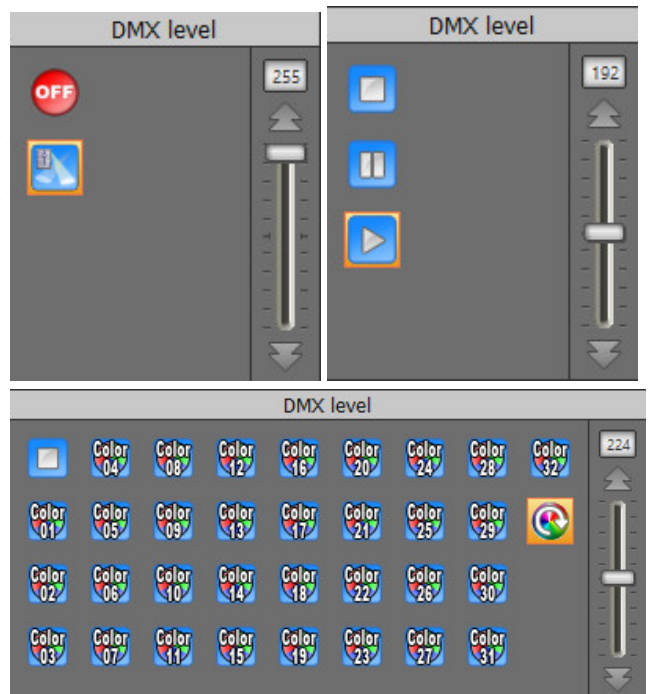 DMX level
OFF
255
1
DMX level
192
DMX level
Color 04 Color 08 Color 12 Color 16 Color 20 Color 24 Color 28 Color 32
224
Color 01 Color 05 Color 09 Color 13 Color 17 Color 21 Color 25 Color 29
Color 02 Color 06 Color 10 Color 14 Color 18 Color 22 Color 26 Color 30
Color 03 Color 07 Color 11 Color 15 Color 19 Color 23 Color 27 Color 31